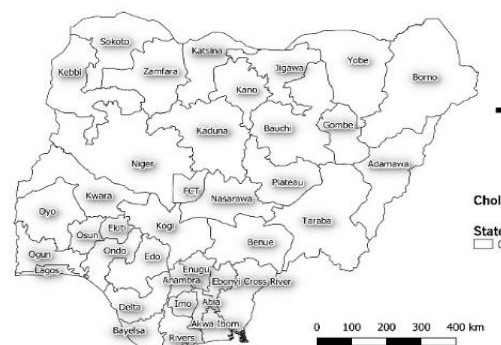 Sokoto
Katsina
Jigawa
Yobe
Borno
Kebbi
Zamfara
Kano
Kaduna
Bauchi
Gombe
Niger
Adamawa
FCT
Plateau
Nasarawa
Kwara
Taraba
Oyo
Ekiti
Kogi
Osun
Benue
Ogun
Ondo
Edo
Lagos
Enugu
Anambra
Ebonyi
Cross River
Delta
Imo
Abia
Bayelsa
Rivers
Akwa Ibom
Chol
State
0 100 200 300 400 km